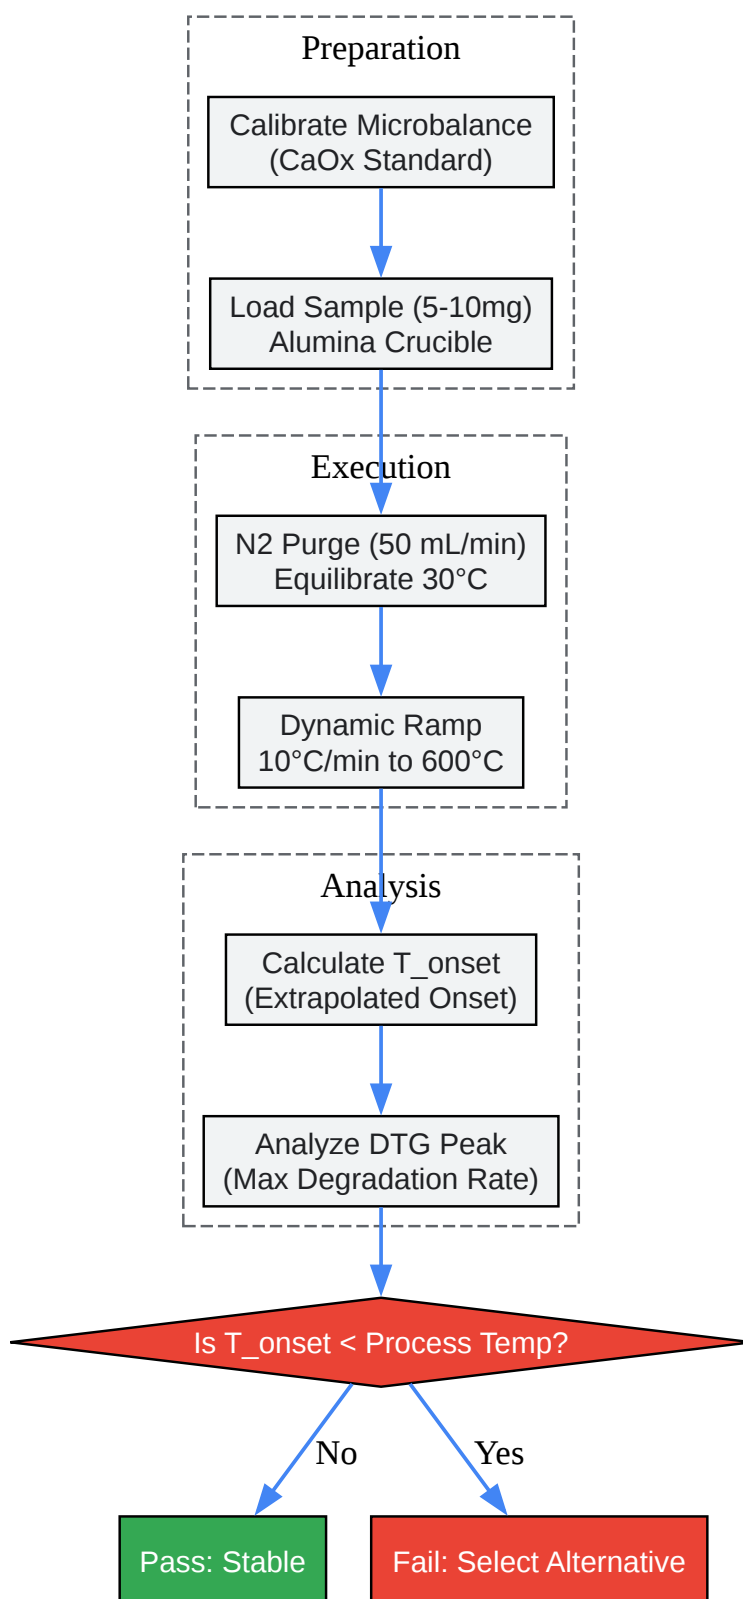 Preparation
Calibrate Microbalance
(CaOx Standard)
Load Sample (5-10mg)
Alumina Crucible
Execution
N2 Purge (50 mL/min)
Equilibrate 30°C
Dynamic Ramp
10°C/min to 600°C
Analysis
Calculate T_onset
(Extrapolated Onset)
Analyze DTG Peak
(Max Degradation Rate)
Is T_onset < Process Temp?
No
Yes
Pass: Stable
Fail: Select Alternative